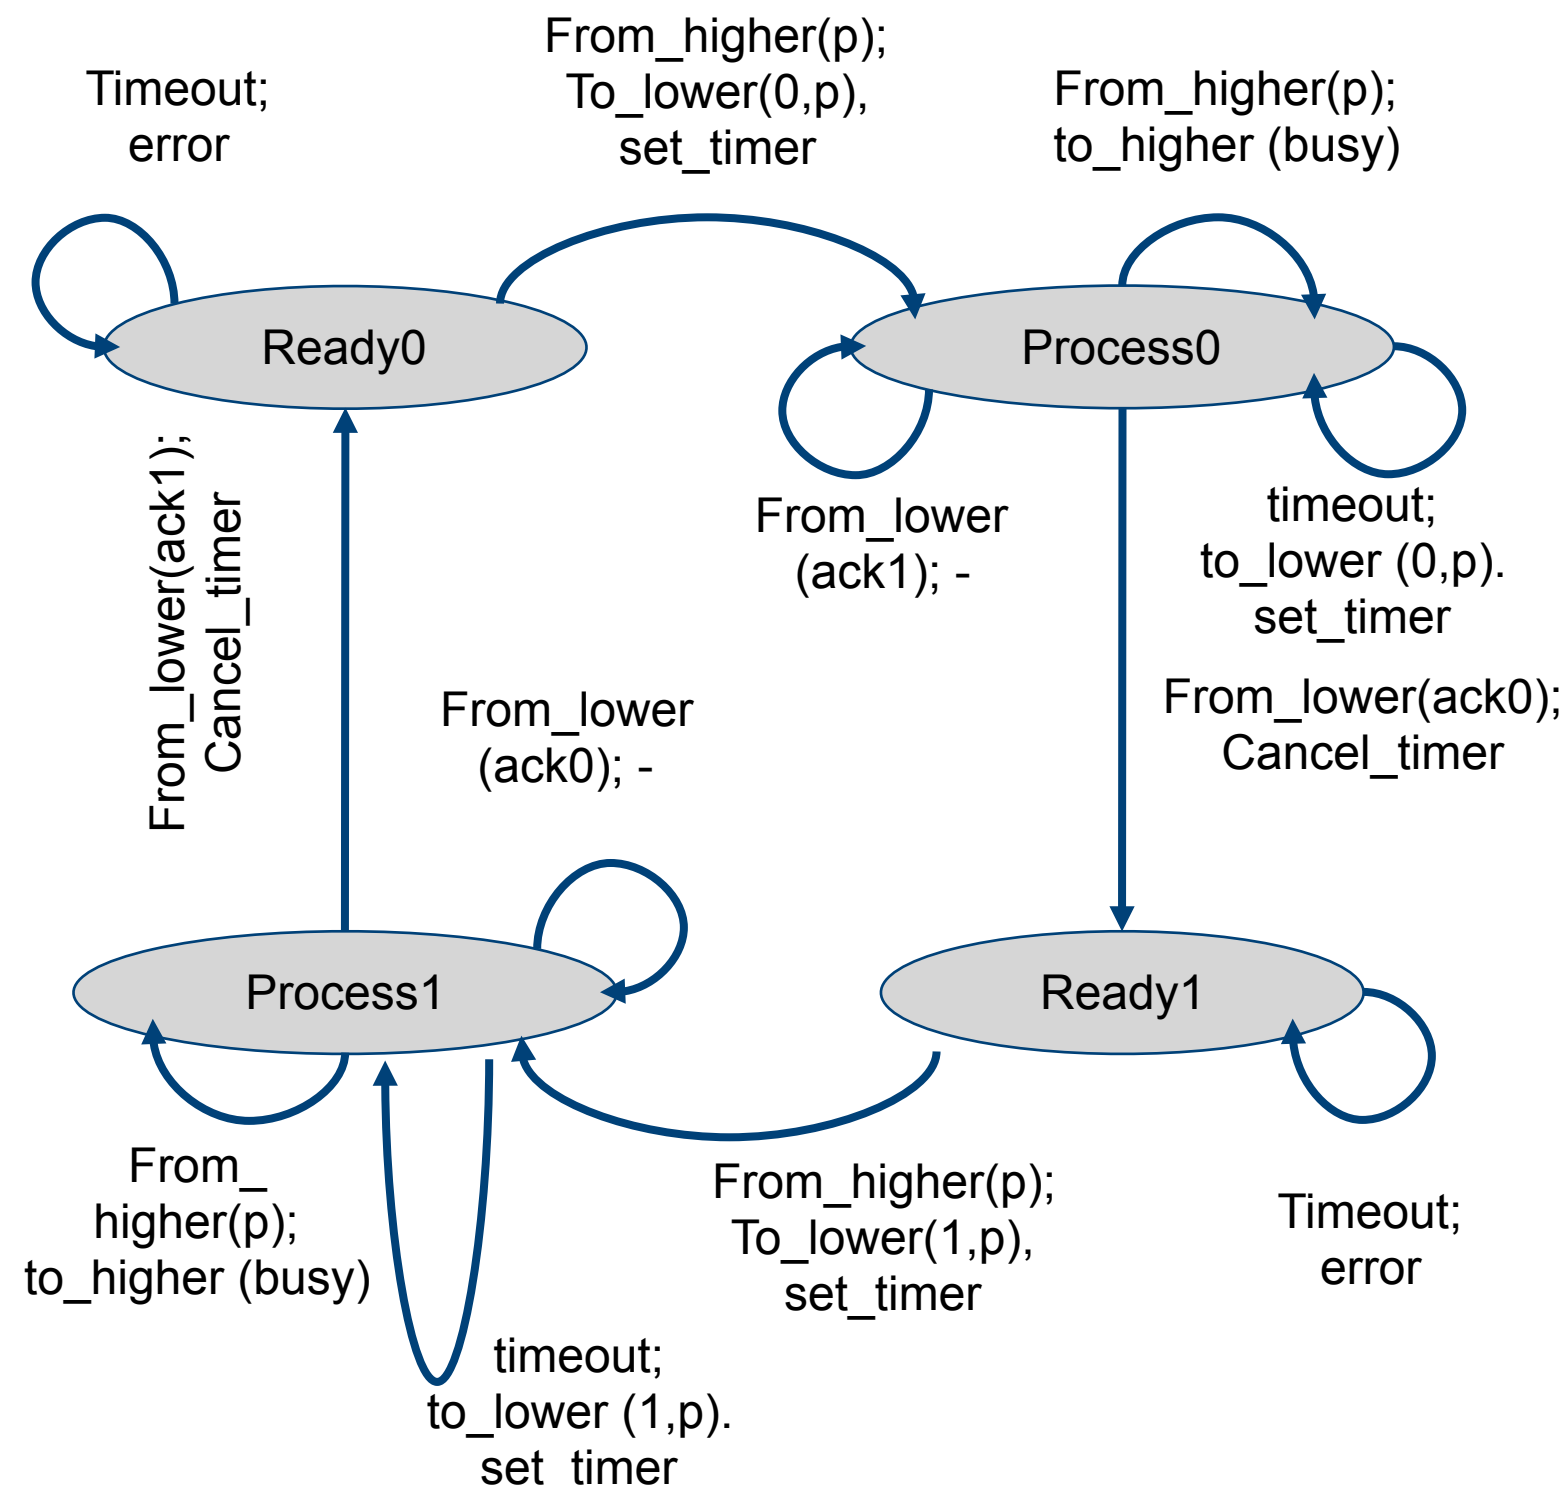 From_higher(p);
To_lower(0,p),
set_timer
Timeout;
error
From_higher(p);
to_higher (busy)
Ready0
Process0
From_lower(ack1);
Cancel_timer
From_lower
(ack1); -
timeout;
to_lower (0,p).
set_timer
From_lower(ack0);
Cancel_timer
From_lower
(ack0); -
Process1
Ready1
From_
higher(p);
to_higher (busy)
From_higher(p);
To_lower(1,p),
set_timer
Timeout;
error
timeout;
to_lower (1,p).
set_timer